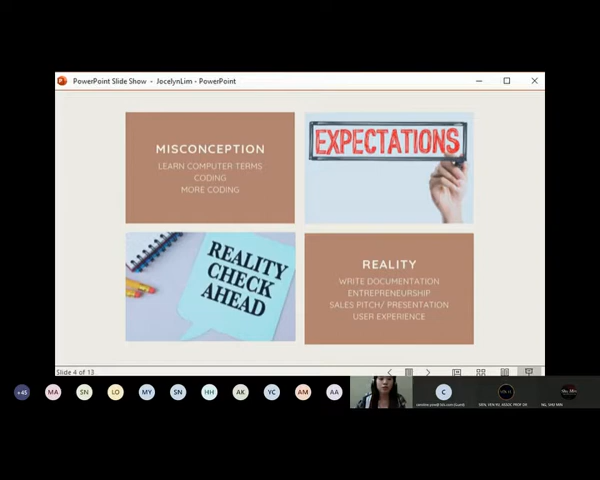 PowerPoint Slide Show - JocelynLim - PowerPoint
MISCONCEPTION
LEARN COMPUTER TERMS
CODING
MORE CODING
EXPECTATIONS
REALITY
CHECK
AHEAD
REALITY
WRITE DOCUMENTATION
ENTREPRENEURSHIP
SALES PITCH/ PRESENTATION
USER EXPERIENCE
Slide 4 of 13
+45
MA
SN
LO
MY
SN
HH
AK
YC
AM
AA
C